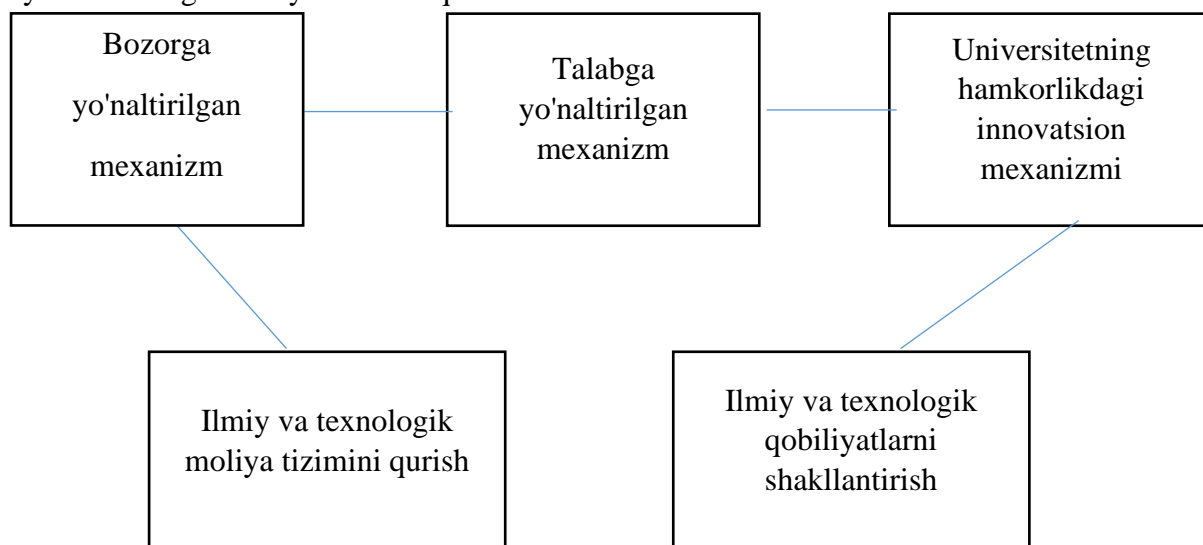 Bozorga
yo'naltirilgan
mexanizm
Talabga
yo'naltirilgan
mexanizm
Universitetning
hamkorlikdagi
innovatsion
mexanizmi
Ilmiy va texnologik
moliya tizimini qurish
Ilmiy va texnologik
qobiliyatlarni
shakllantirish